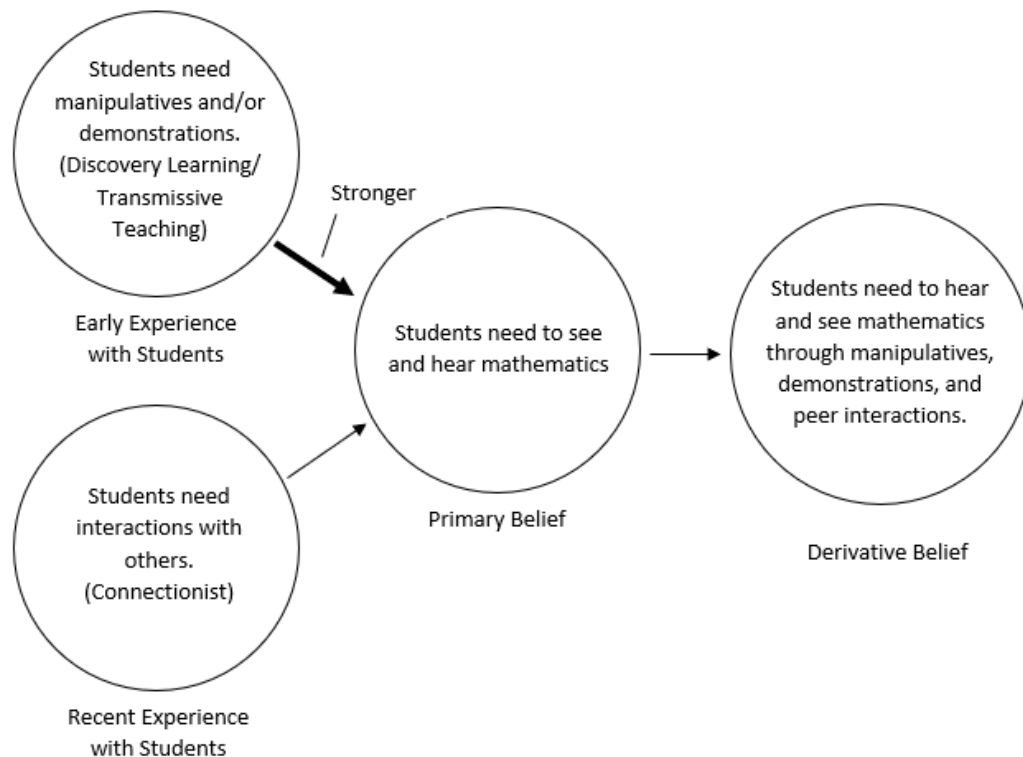 Students need
manipulatives and/or
demonstrations.
(Discovery Learning/
Transmissive
Teaching)
Early Experience
with Students
Stronger
Students need to see
and hear mathematics
Primary Belief
Students need to hear
and see mathematics
through manipulatives,
demonstrations, and
peer interactions.
Derivative Belief
Students need
interactions with
others.
(Connectionist)
Recent Experience
with Students